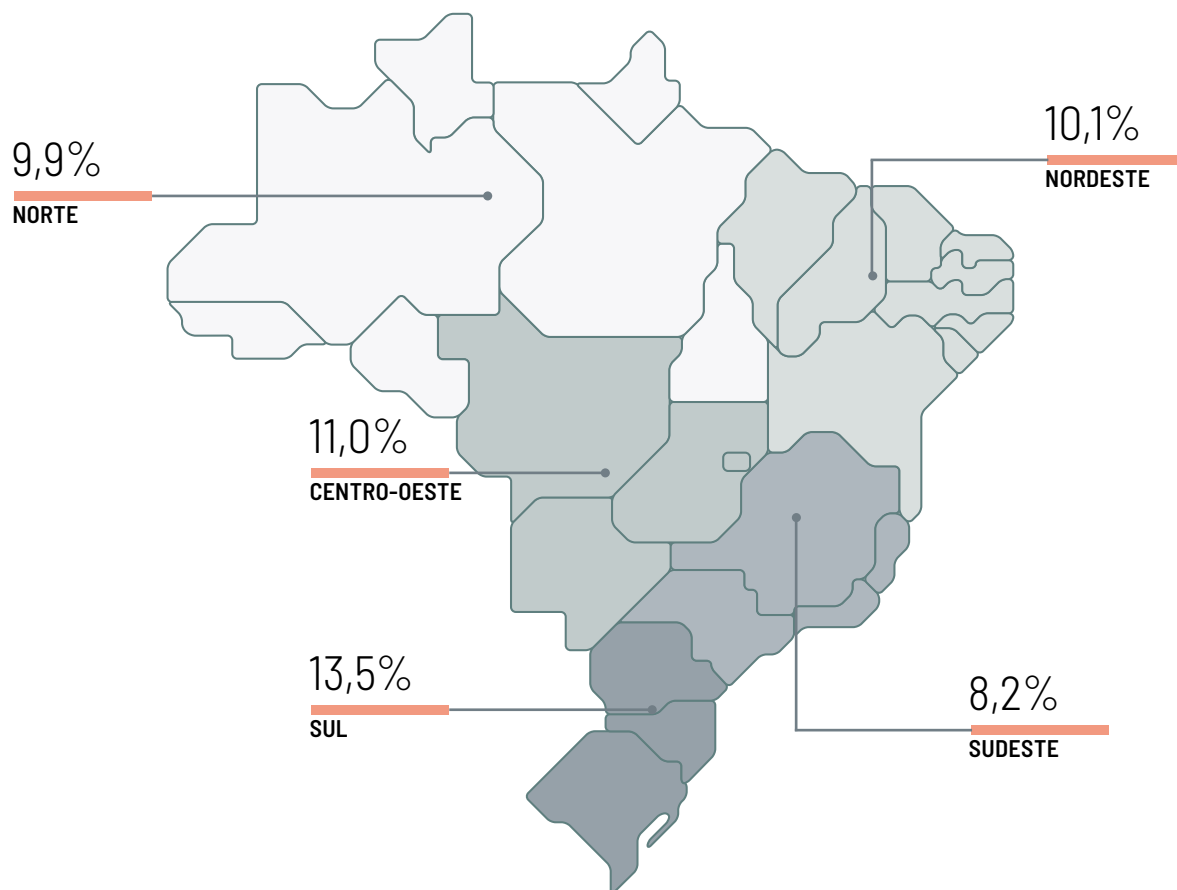 10,1%
NORDESTE
9,9%
NORTE
11,0%
CENTRO-OESTE
13,5%
SUL
8,2%
SUDESTE